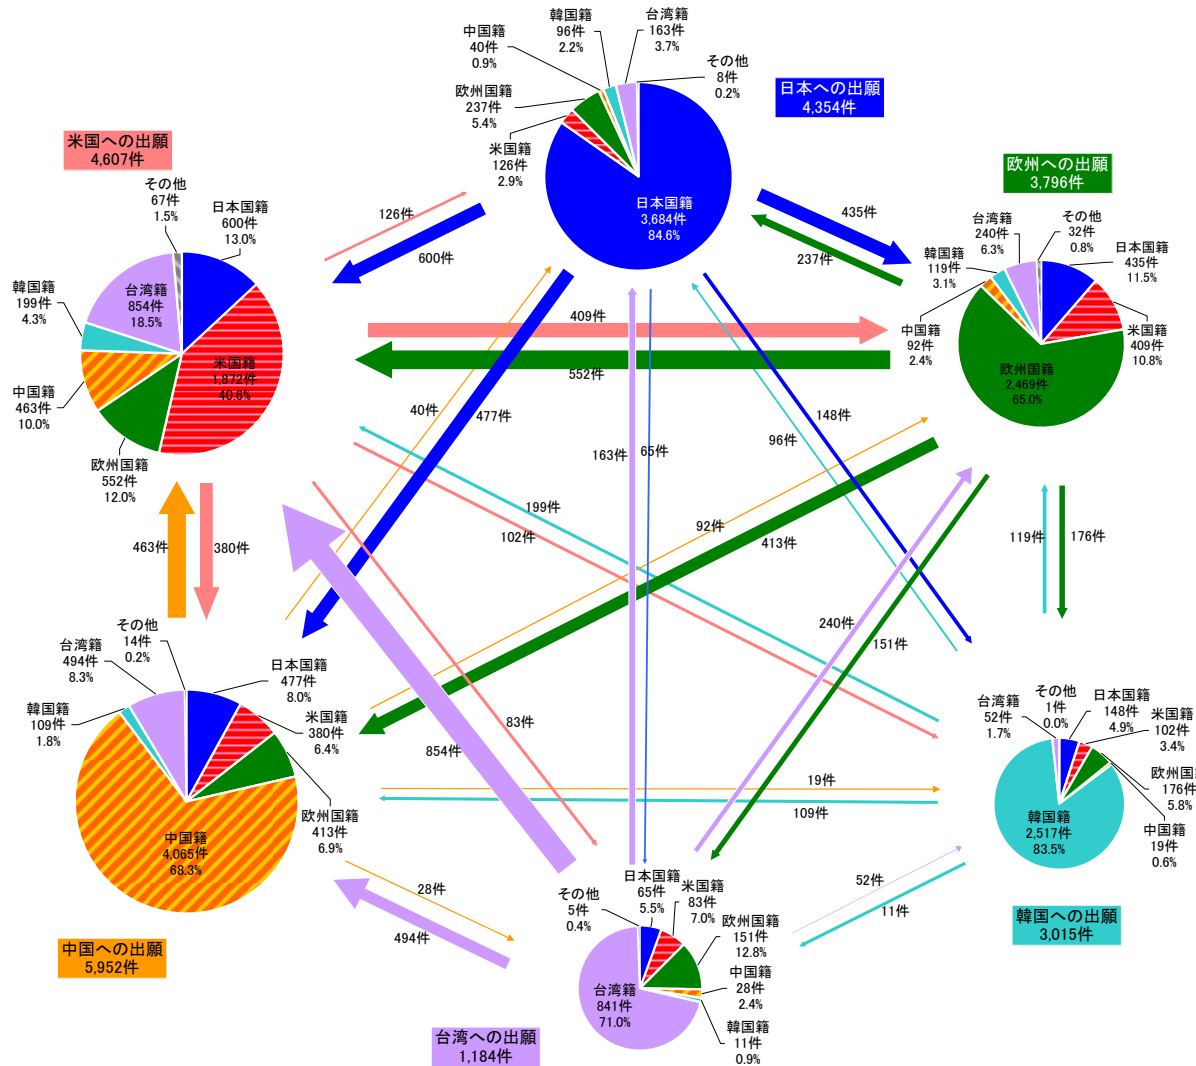 日本への出願
4,354件
韓国籍
96件
2.2%
台湾籍
163件
3.7%
中国籍
40件
0.9%
その他
8件
0.2%
欧州国籍
237件
5.4%
米国籍
126件
2.9%
日本国籍
3,684件
84.6%
米国への出願
4,607件
その他
67件
1.5%
日本国籍
600件
13.0%
韓国籍
199件
4.3%
台湾籍
854件
18.5%
米国籍
1,872件
40.6%
中国籍
463件
10.0%
欧州国籍
552件
12.0%
欧州への出願
3,796件
台湾籍
240件
6.3%
その他
32件
0.8%
日本国籍
435件
11.5%
韓国籍
119件
3.1%
中国籍
92件
2.4%
米国籍
409件
10.8%
欧州国籍
2,469件
65.0%
126件
600件
435件
237件
409件
552件
40件
477件
148件
96件
163件
65件
199件
102件
92件
413件
463件
380件
119件
176件
240件
151件
83件
854件
19件
109件
28件
494件
52件
11件
その他
14件
0.2%
台湾籍
494件
8.3%
日本国籍
477件
8.0%
韓国籍
109件
1.8%
米国籍
380件
6.4%
欧州国籍
413件
6.9%
中国籍
4,065件
68.3%
中国への出願
5,952件
その他
1件
0.0%
台湾籍
52件
1.7%
日本国籍
148件
4.9%
米国籍
102件
3.4%
欧州国籍
176件
5.8%
中国籍
19件
0.6%
韓国籍
2,517件
83.5%
韓国への出願
3,015件
日本国籍
65件
5.5%
その他
5件
0.4%
米国籍
83件
7.0%
欧州国籍
151件
12.8%
中国籍
28件
2.4%
韓国籍
11件
0.9%
台湾籍
841件
71.0%
台湾への出願
1,184件